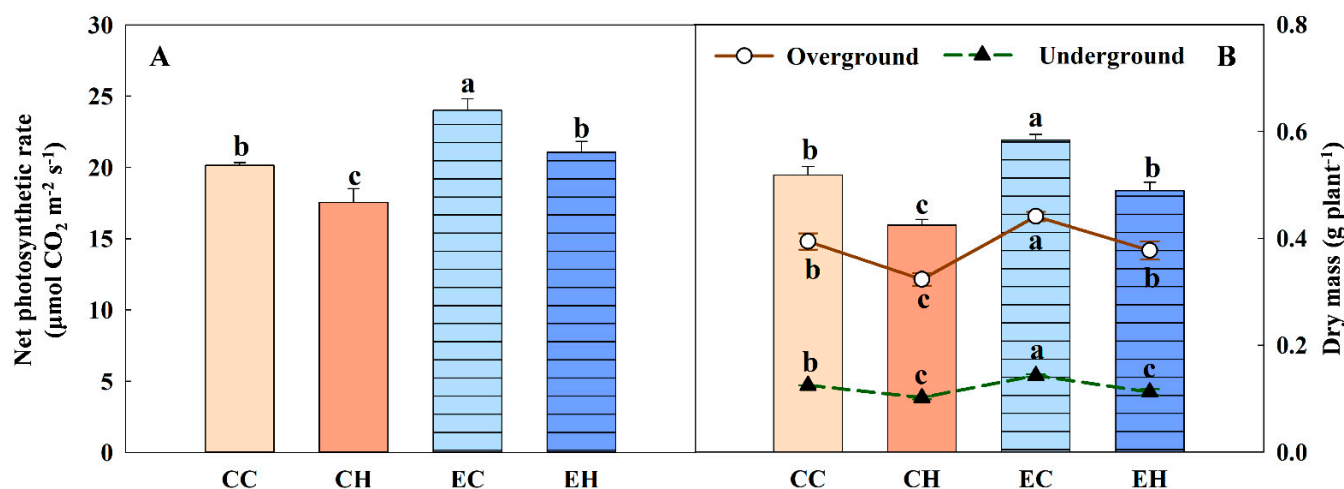 Net photosynthetic rate
(μmol CO₂ m⁻² s⁻¹)
30
25
20
15
10
5
0
A
b
c
a
b
CC
CH
EC
EH
Overground
Underground
B
b
c
a
b
b
c
a
b
b
c
a
c
CC
CH
EC
EH
0.8
0.6
0.4
0.2
0.0
Dry mass (g plant⁻¹)